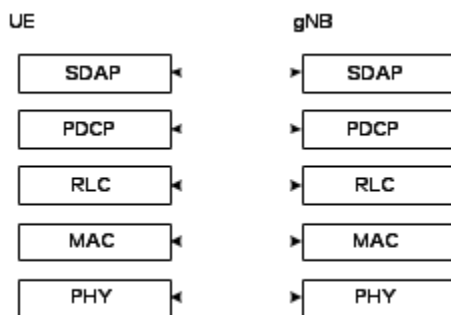 UE gNB
SDAP SDAP
PDCP PDCP
RLC RLC
MAC MAC
PHY PHY